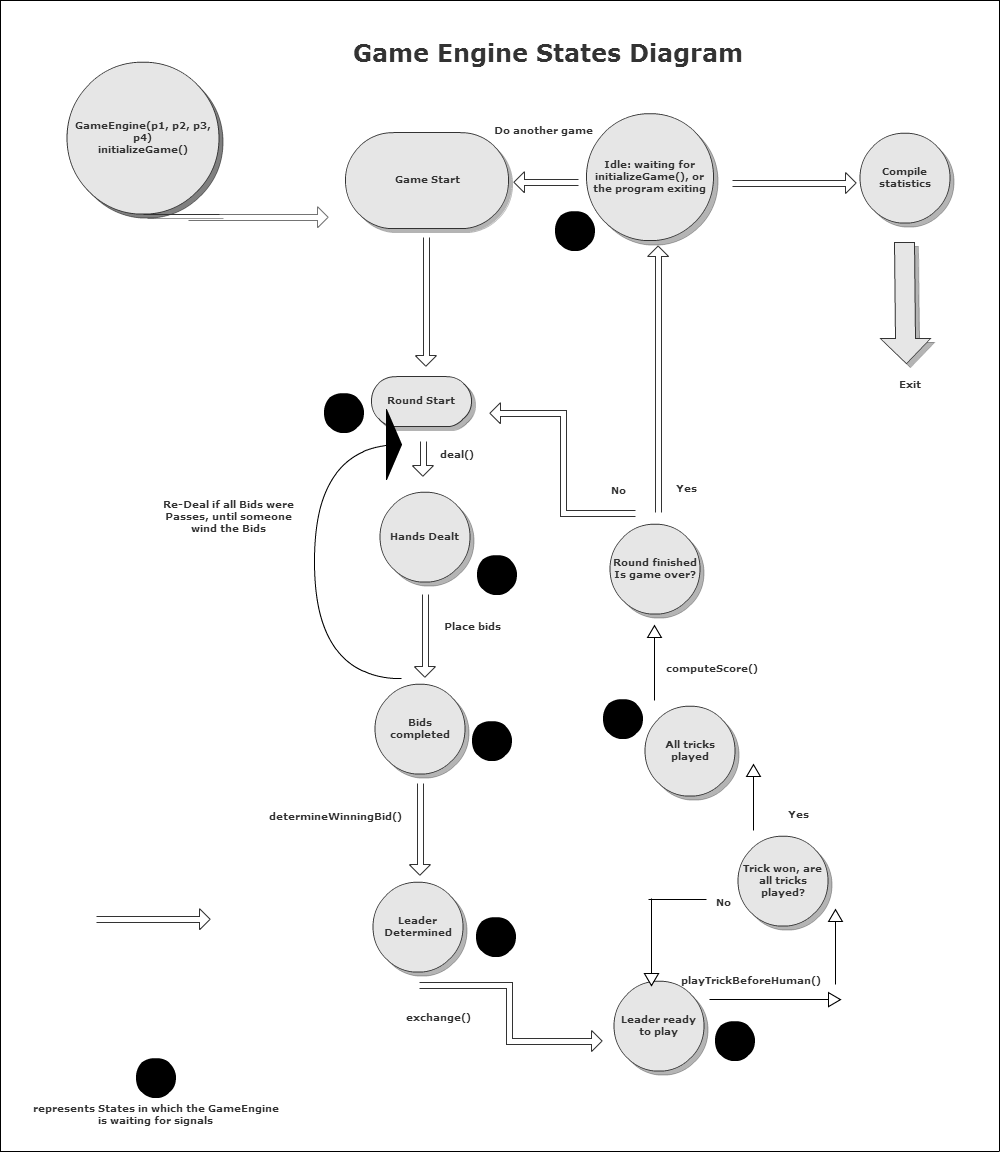 Game Engine States Diagram
GameEngine(p1, p2, p3,
p4)
initializeGame()
Game Start
Do another game
Idle: waiting for
initializeGame(), or
the program exiting
Compile
statistics
Exit
Round Start
deal()
Re-Deal if all Bids were
Passes, until someone
wind the Bids
Hands Dealt
No
Yes
Round finished
Is game over?
Place bids
computeScore()
Bids
completed
All tricks
played
determineWinningBid()
Yes
Trick won, are
all tricks
played?
No
Leader
Determined
playTrickBeforeHuman()
exchange()
Leader ready
to play
represents States in which the GameEngine
is waiting for signals